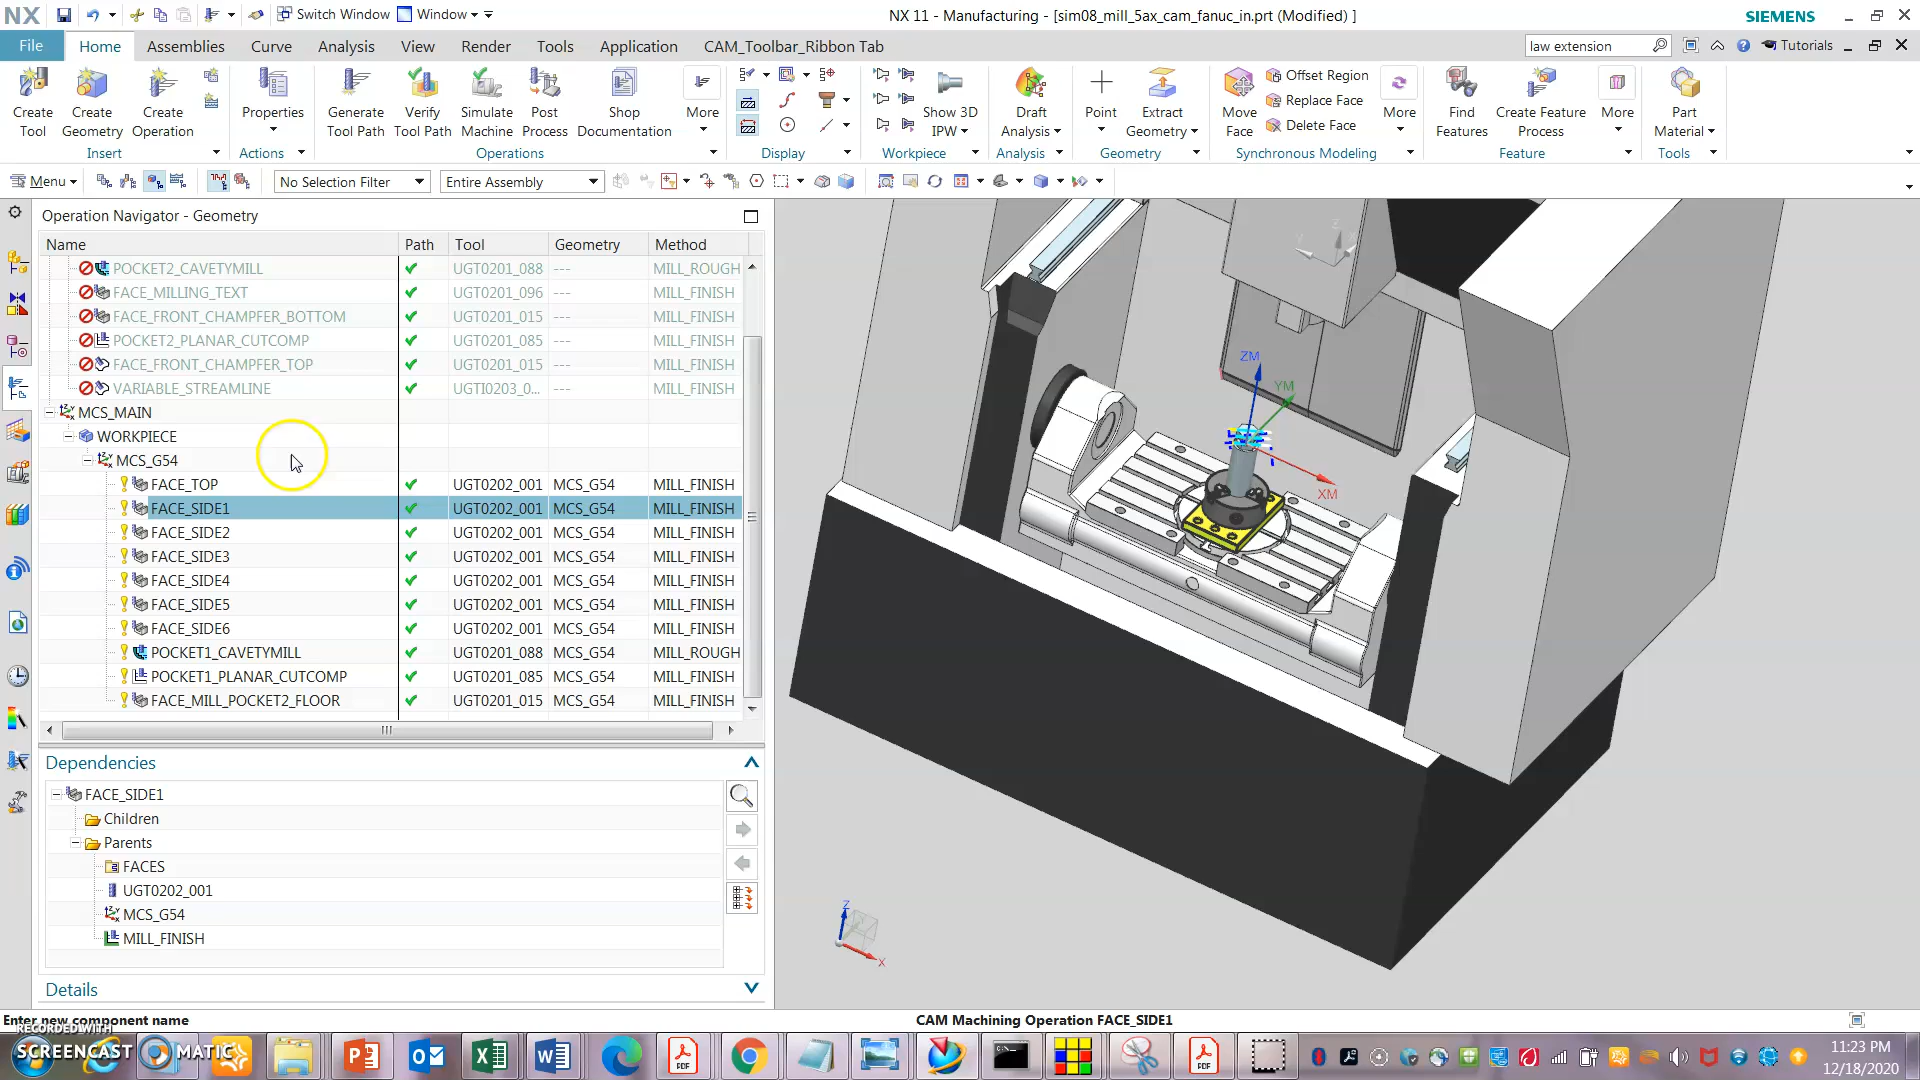 NX
Switch Window
Window
NX 11 - Manufacturing - [sim08_mill_5ax_cam_fanuc_in.prt (Modified) ]
SIEMENS
File
Home
Assemblies
Curve
Analysis
View
Render
Tools
Application
CAM_Toolbar_Ribbon Tab
law extension
Tutorials
Create Tool
Create Geometry
Create Operation
Properties
Generate Tool Path
Verify Tool Path
Simulate Machine
Post Process
Shop Documentation
More
Show 3D IPW
Draft Analysis
Point
Extract Geometry
Move Face
Offset Region
Replace Face
Delete Face
More
Find Features
Create Feature Process
More
Part Material
Insert
Actions
Operations
Display
Workpiece
Analysis
Geometry
Synchronous Modeling
Feature
Tools
Menu
No Selection Filter
Entire Assembly
Operation Navigator - Geometry
Name Path Tool Geometry Method
POCKET2_CAVETYMILL UGT0201_088 --- MILL_ROUGH
FACE_MILLING_TEXT UGT0201_096 --- MILL_FINISH
FACE_FRONT_CHAMPFER_BOTTOM UGT0201_015 --- MILL_FINISH
POCKET2_PLANAR_CUTCOMP UGT0201_085 --- MILL_FINISH
FACE_FRONT_CHAMPFER_TOP UGT0201_015 --- MILL_FINISH
VARIABLE_STREAMLINE UGTI0203_0... --- MILL_FINISH
MCS_MAIN
WORKPIECE
MCS_G54
FACE_TOP UGT0202_001 MCS_G54 MILL_FINISH
FACE_SIDE1 UGT0202_001 MCS_G54 MILL_FINISH
FACE_SIDE2 UGT0202_001 MCS_G54 MILL_FINISH
FACE_SIDE3 UGT0202_001 MCS_G54 MILL_FINISH
FACE_SIDE4 UGT0202_001 MCS_G54 MILL_FINISH
FACE_SIDE5 UGT0202_001 MCS_G54 MILL_FINISH
FACE_SIDE6 UGT0202_001 MCS_G54 MILL_FINISH
POCKET1_CAVETYMILL UGT0201_088 MCS_G54 MILL_ROUGH
POCKET1_PLANAR_CUTCOMP UGT0201_085 MCS_G54 MILL_FINISH
FACE_MILL_POCKET2_FLOOR UGT0201_015 MCS_G54 MILL_FINISH
Dependencies
FACE_SIDE1
Children
Parents
FACES
UGT0202_001
MCS_G54
MILL_FINISH
Details
ZM
YM
XM
Z
X
Enter new component name
CAM Machining Operation FACE_SIDE1
RECORDED WITH
SCREENCAST MATIC
11:23 PM
12/18/2020